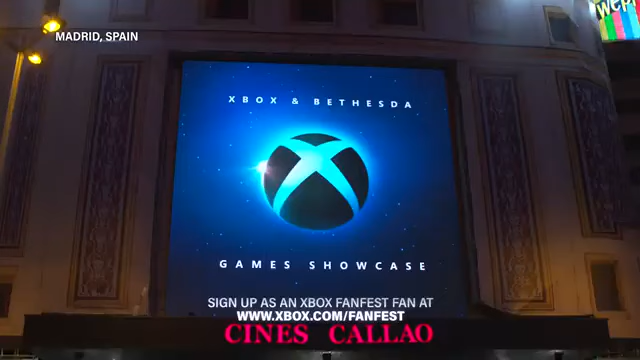 MADRID, SPAIN
XBOX & BETHESDA
GAMES SHOWCASE
SIGN UP AS AN XBOX FANFEST FAN AT
WWW.XBOX.COM/FANFEST
CINES CALLAO